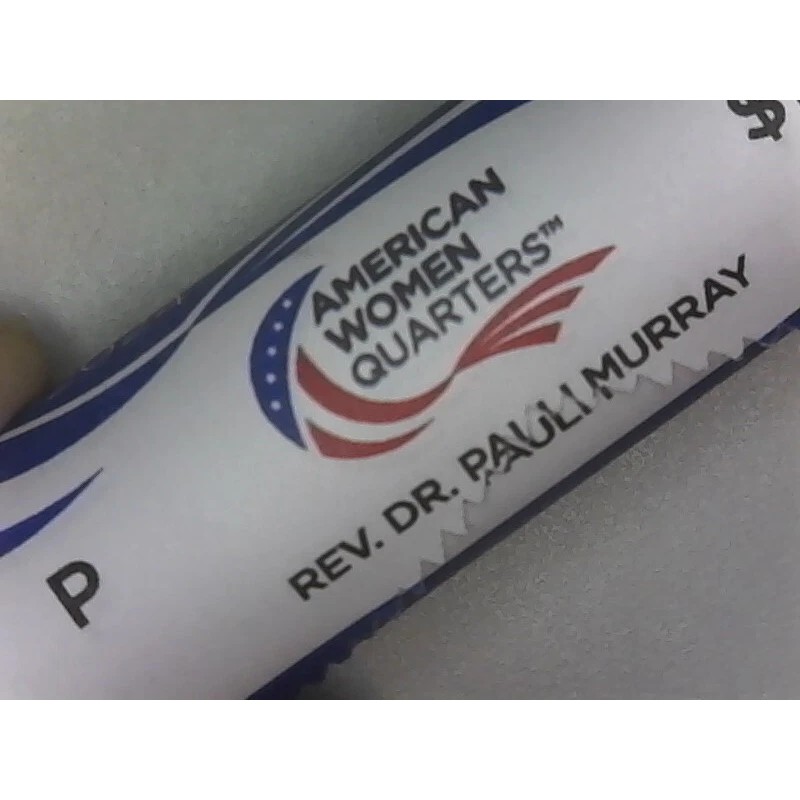 $
AMERICAN
WOMEN
QUARTERS™
REV. DR. PAULI MURRAY
P